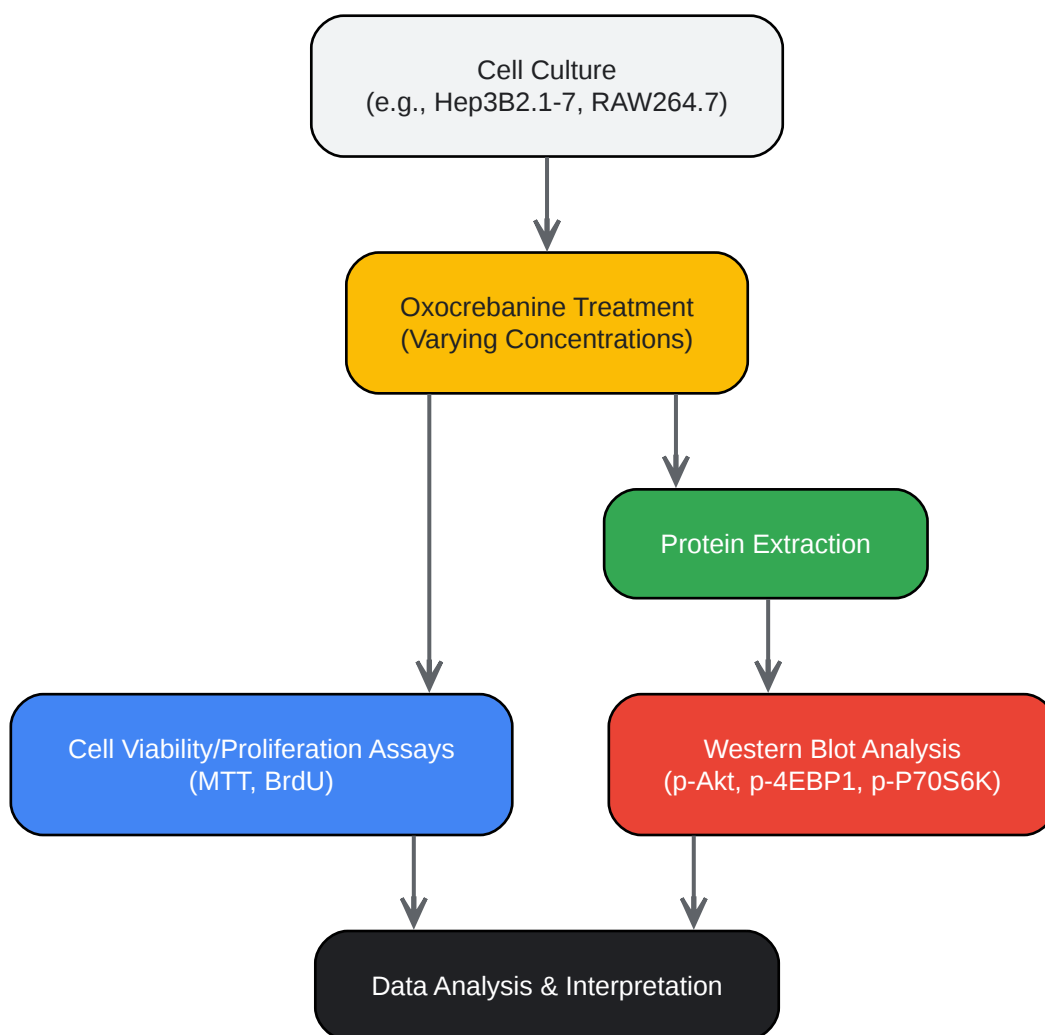 Cell Culture
(e.g., Hep3B2.1-7, RAW264.7)
Oxocrebanine Treatment
(Varying Concentrations)
Protein Extraction
Cell Viability/Proliferation Assays
(MTT, BrdU)
Western Blot Analysis
(p-Akt, p-4EBP1, p-P70S6K)
Data Analysis & Interpretation